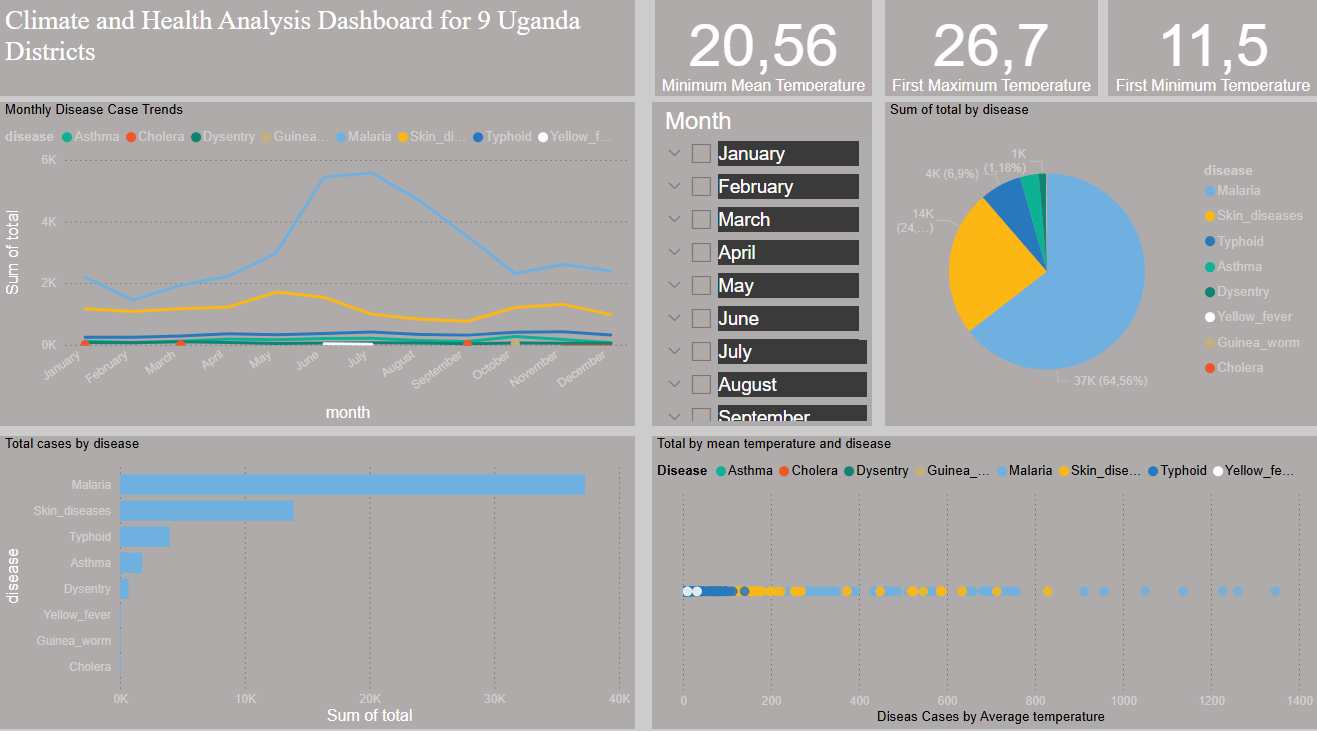 Climate and Health Analysis Dashboard for 9 Uganda
Districts
20,56
Minimum Mean Temperature
26,7
First Maximum Temperature
11,5
First Minimum Temperature
Monthly Disease Case Trends
disease Asthma Cholera Dysentry Guinea... Malaria Skin_di... Typhoid Yellow_f...
6K
4K
2K
0K
Sum of total
January February March April May June July August September October November December
month
Month
January
February
March
April
May
June
July
August
September
Sum of total by disease
1K
(1,18%)
4K (6,9%)
14K
(24,...)
37K (64,56%)
disease
Malaria
Skin_diseases
Typhoid
Asthma
Dysentry
Yellow_fever
Guinea_worm
Cholera
Total cases by disease
disease
Malaria
Skin_diseases
Typhoid
Asthma
Dysentry
Yellow_fever
Guinea_worm
Cholera
0K 10K 20K 30K 40K
Sum of total
Total by mean temperature and disease
Disease Asthma Cholera Dysentry Guinea_... Malaria Skin_dise... Typhoid Yellow_fe...
0 200 400 600 800 1000 1200 1400
Diseas Cases by Average temperature